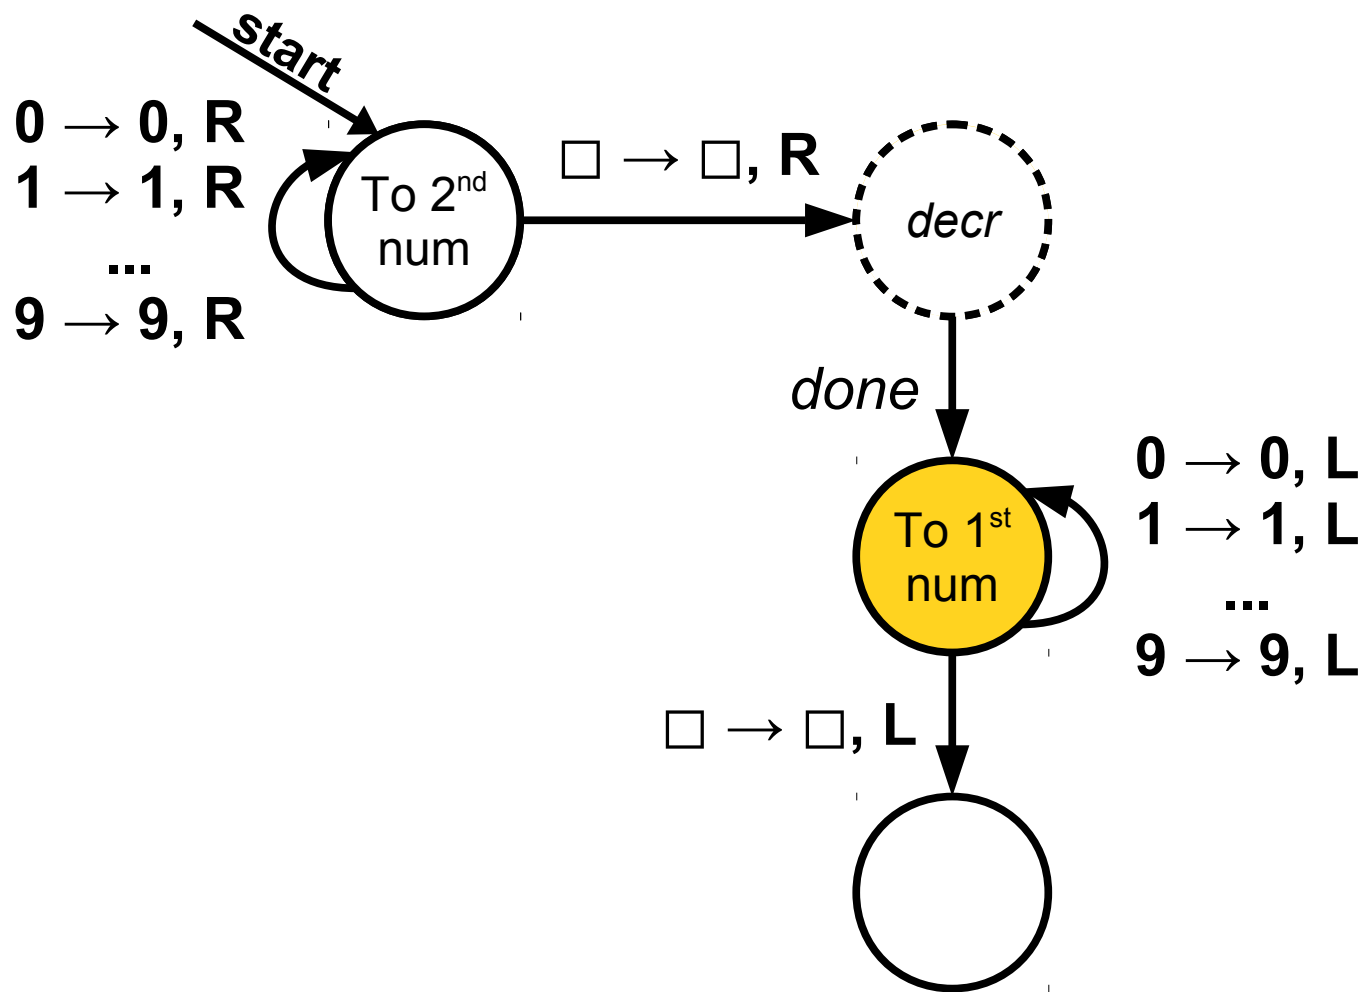 start
0 → 0, R
1 → 1, R
...
9 → 9, R
To 2nd
num
□ → □, R
decr
done
To 1st
num
0 → 0, L
1 → 1, L
...
9 → 9, L
□ → □, L